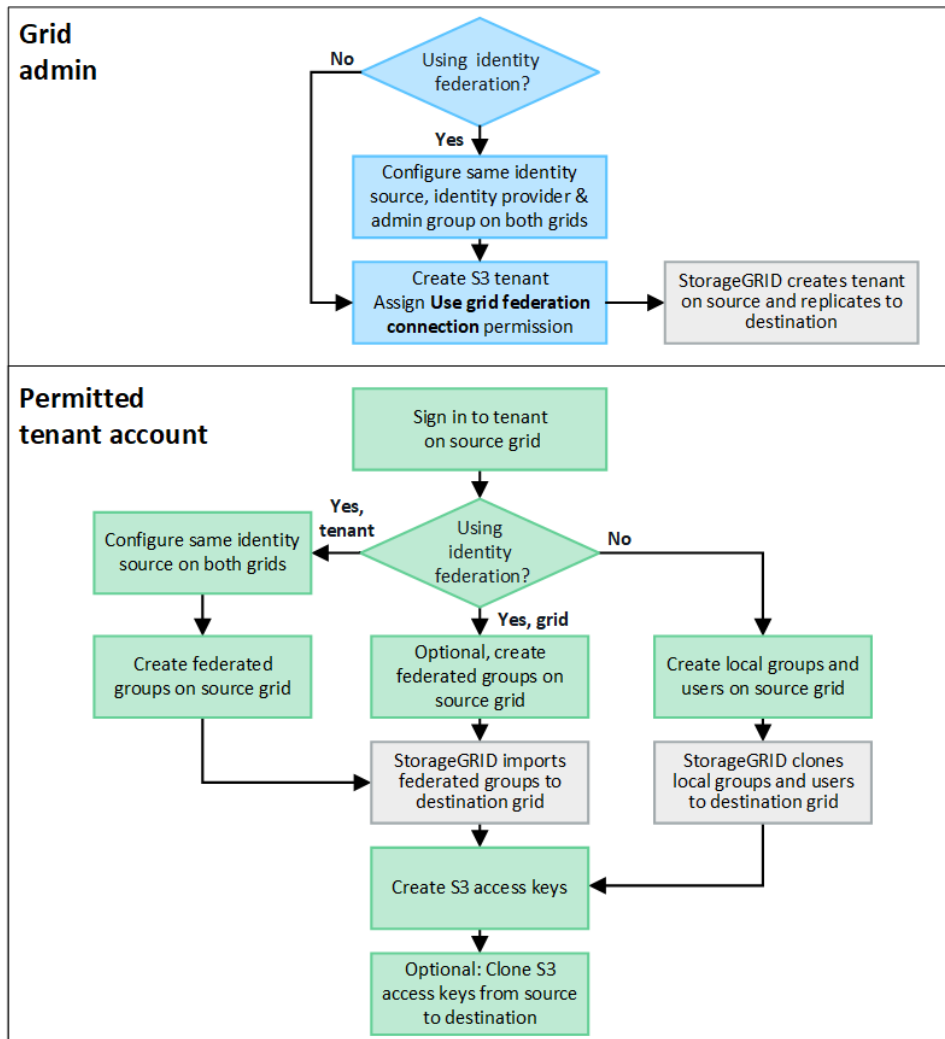 Grid
admin
No
Using identity
federation?
Yes
Configure same identity
source, identity provider &
admin group on both grids
Create S3 tenant
Assign Use grid federation
connection permission
StorageGRID creates tenant
on source and replicates to
destination
Permitted
tenant account
Sign in to tenant
on source grid
Yes,
tenant
Configure same identity
source on both grids
Using
identity
federation?
No
Yes, grid
Create federated
groups on source grid
Optional, create
federated groups on
source grid
Create local groups and
users on source grid
StorageGRID imports
federated groups to
destination grid
StorageGRID clones
local groups and users
to destination grid
Create S3 access keys
Optional: Clone S3
access keys from source
to destination